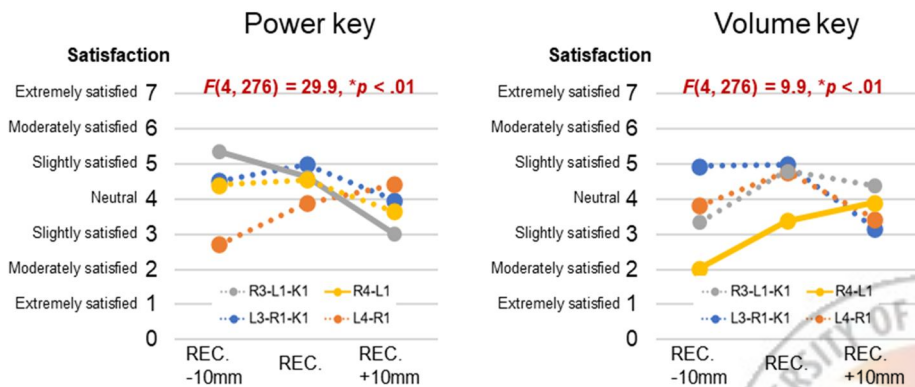 Power key
Satisfaction
F(4, 276) = 29.9, *p < .01
Extremely satisfied 7
Moderately satisfied 6
Slightly satisfied 5
Neutral 4
Slightly satisfied 3
Moderately satisfied 2
Extremely satisfied 1
0
R3-L1-K1
R4-L1
L3-R1-K1
L4-R1
REC. -10mm
REC.
REC. +10mm
Volume key
Satisfaction
F(4, 276) = 9.9, *p < .01
Extremely satisfied 7
Moderately satisfied 6
Slightly satisfied 5
Neutral 4
Slightly satisfied 3
Moderately satisfied 2
Extremely satisfied 1
0
R3-L1-K1
R4-L1
L3-R1-K1
L4-R1
REC. -10mm
REC.
REC. +10mm